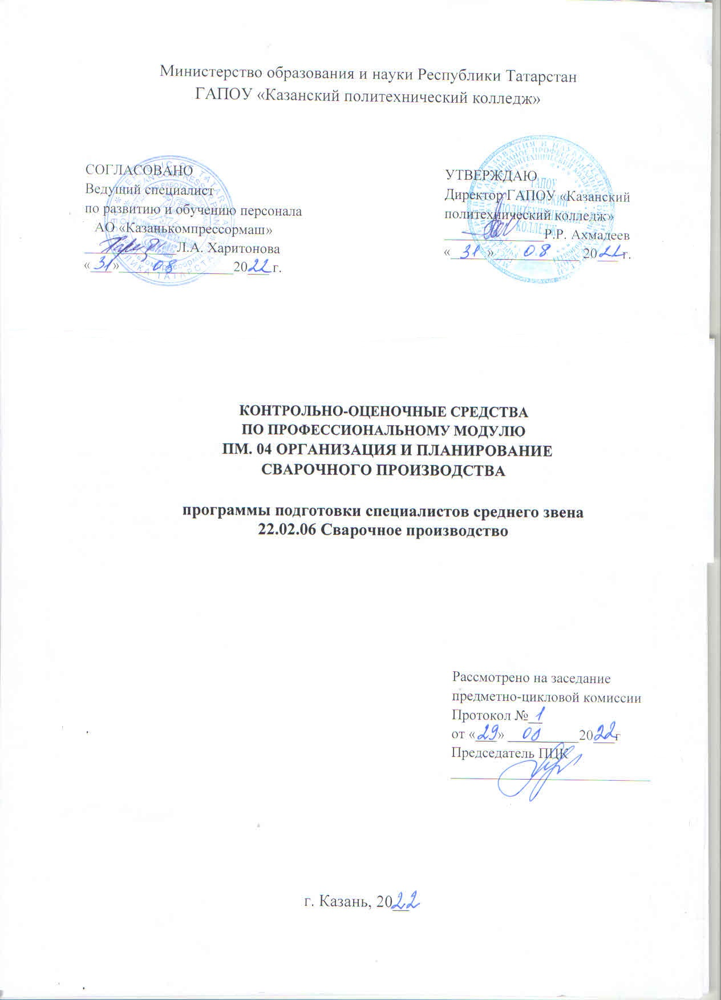 Министерство образования и науки Республики Татарстан
ГАПОУ «Казанский политехнический колледж»
СОГЛАСОВАНО
Ведущий специалист
по развитию и обучению персонала
АО «Казанькомпрессормаш»
Л.А. Харитонова
«31» 08 2022 г.
УТВЕРЖДАЮ
Директор ГАПОУ «Казанский
политехнический колледж»
Р.Р. Ахмадеев
«31» 08 2022 г.
КОНТРОЛЬНО-ОЦЕНОЧНЫЕ СРЕДСТВА
ПО ПРОФЕССИОНАЛЬНОМУ МОДУЛЮ
ПМ. 04 ОРГАНИЗАЦИЯ И ПЛАНИРОВАНИЕ
СВАРОЧНОГО ПРОИЗВОДСТВА
программы подготовки специалистов среднего звена
22.02.06 Сварочное производство
Рассмотрено на заседание
предметно-цикловой комиссии
Протокол № 1
от «29» 08 2022г
Председатель ПЦК
г. Казань, 2022